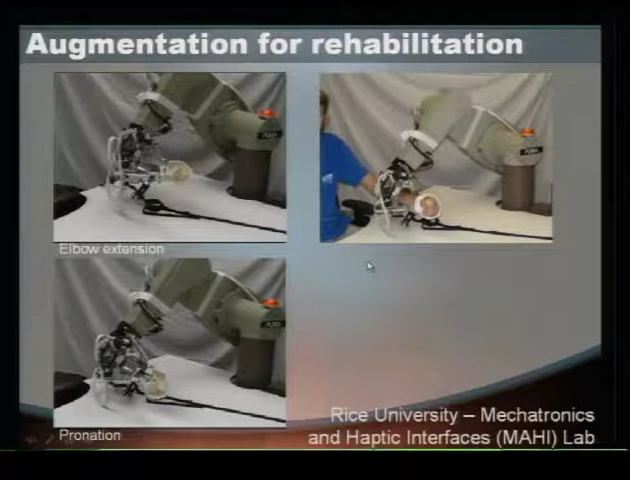 Augmentation for rehabilitation
Elbow extension
Pronation
Rice University – Mechatronics
and Haptic Interfaces (MAHI) Lab